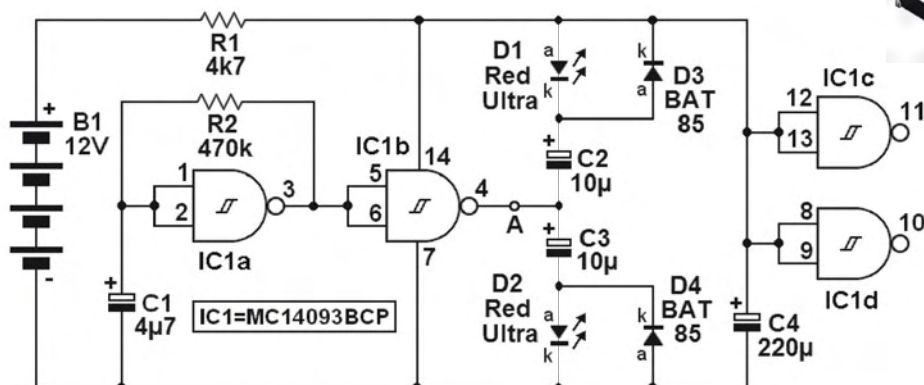 R1
4k7
R2
470k
+
B1
12V
-
1
2
3
IC1a
+
C1
4µ7
IC1=MC14093BCP
IC1b
14
5
6
4
7
A
D1
Red
Ultra
a
k
k
a
D3
BAT
85
+
C2
10µ
+
C3
10µ
D2
Red
Ultra
a
k
k
a
D4
BAT
85
IC1c
12
13
11
8
9
10
IC1d
+
C4
220µ